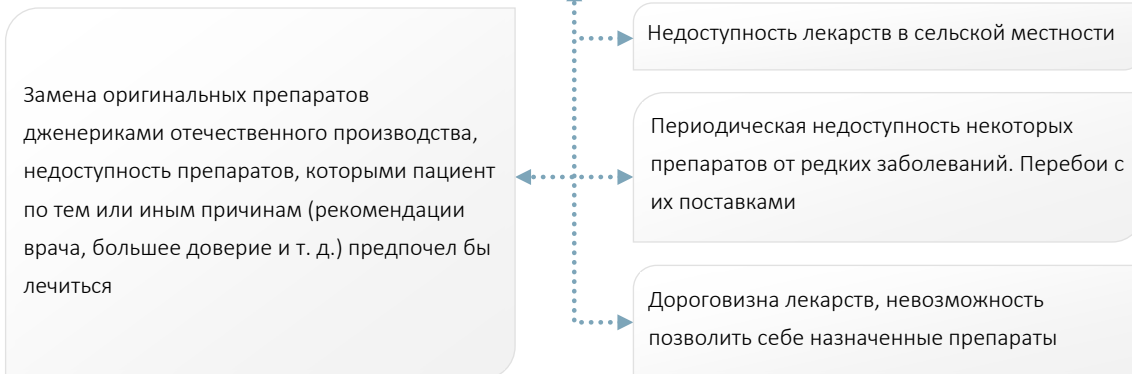 Замена оригинальных препаратов
дженериками отечественного производства,
недоступность препаратов, которыми пациент
по тем или иным причинам (рекомендации
врача, большее доверие и т. д.) предпочел бы
лечиться
Недоступность лекарств в сельской местности
Периодическая недоступность некоторых
препаратов от редких заболеваний. Перебои с
их поставками
Дороговизна лекарств, невозможность
позволить себе назначенные препараты